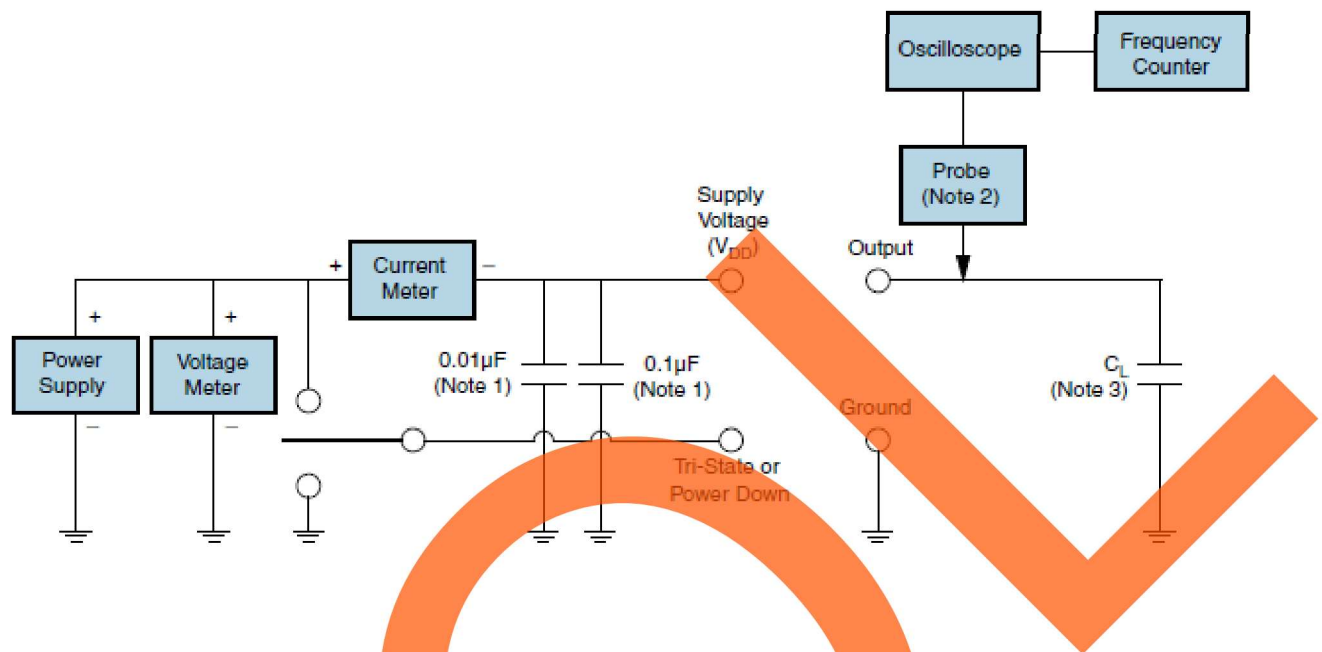 Oscilloscope
Frequency
Counter
Probe
(Note 2)
Supply
Voltage
(VDD)
Output
+
Current
Meter
–
+
Power
Supply
–
+
Voltage
Meter
–
0.01µF
(Note 1)
0.1µF
(Note 1)
CL
(Note 3)
Ground
Tri-State or
Power Down